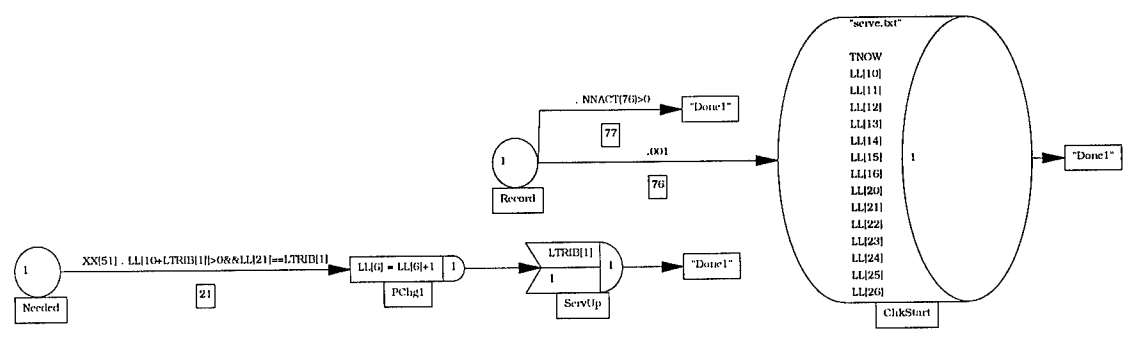 "serve.txt"
TNOW
LL[10]
LL[11]
LL[12]
LL[13]
LL[14]
LL[15]
LL[16]
LL[20]
LL[21]
LL[22]
LL[23]
LL[24]
LL[25]
LL[26]
1
ChkStart
"Done1"
, NNACT(76)>0
77
"Done1"
1
.001
76
Record
1
XX[51] , LL[10+LTRIB[1]]>0&&LL[21]==LTRIB[1]
21
Needed
LL[6] = LL[6]+1
1
PChg1
LTRIB[1]
1
1
ServUp
"Done1"